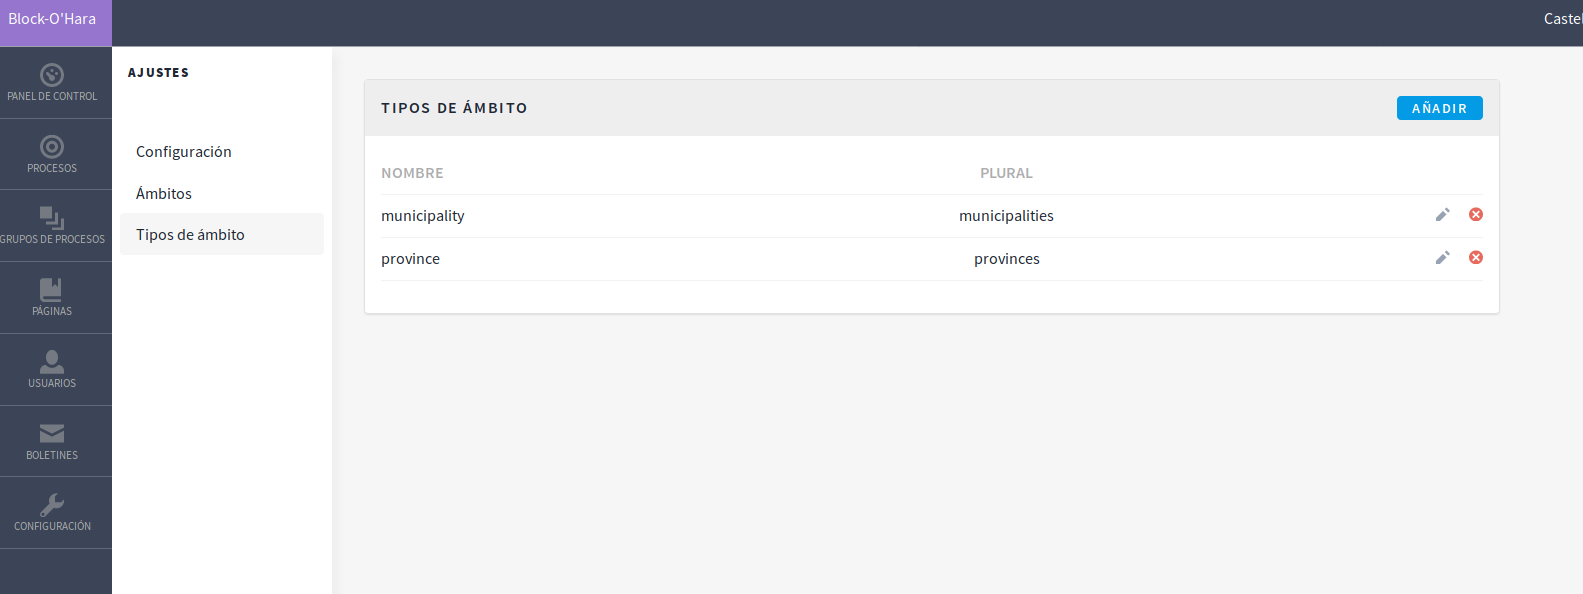 Block-O'Hara
PANEL DE CONTROL
PROCESOS
GRUPOS DE PROCESOS
PÁGINAS
USUARIOS
BOLETINES
CONFIGURACIÓN
AJUSTES
Configuración
Ámbitos
Tipos de ámbito
TIPOS DE ÁMBITO
AÑADIR
NOMBRE PLURAL
municipality municipalities
province provinces